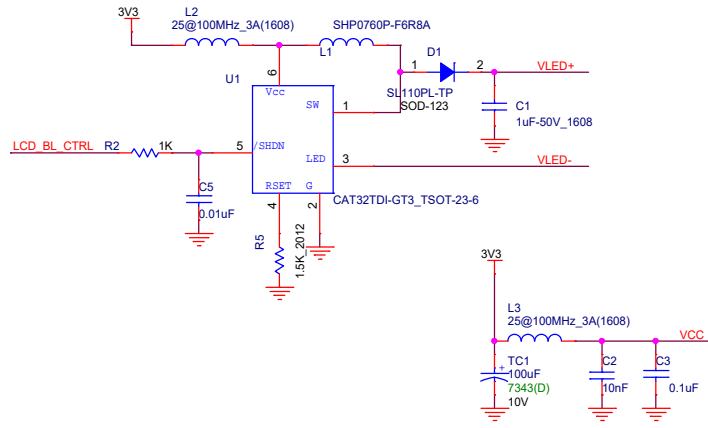 3V3
L2
25@100MHz_3A(1608)
SHP0760P-F6R8A
L1
D1
1
2
VLED+
SL110PL-TP
SOD-123
C1
1uF-50V_1608
U1
6
Vcc
SW
1
LCD_BL_CTRL
R2
1K
5
/SHDN
LED
3
VLED-
C5
0.01uF
RSET
G
4
2
CAT32TDI-GT3_TSOT-23-6
R5
1.5K_2012
3V3
L3
25@100MHz_3A(1608)
VCC
TC1
+
100uF
7343(D)
10V
C2
10nF
C3
0.1uF